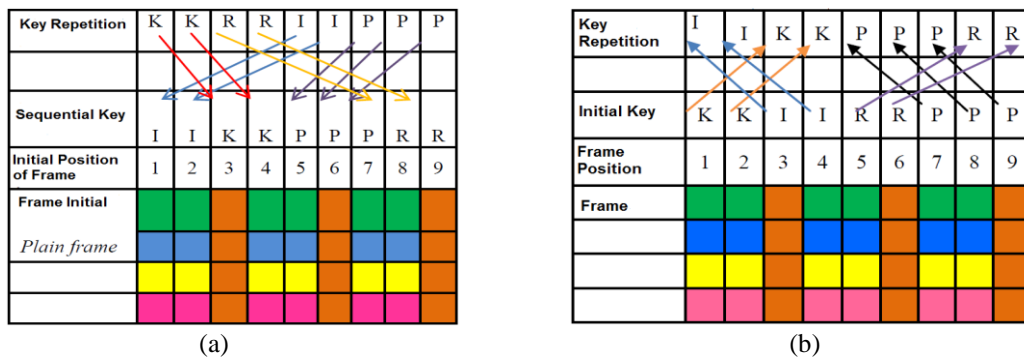 Key Repetition K K R R I I P P P
Sequential Key
I I K K P P P R R
Initial Position of Frame 1 2 3 4 5 6 7 8 9
Frame Initial
Plain frame
(a)
Key Repetition I I K K P P P R R
Initial Key K K I I R R P P P
Frame Position 1 2 3 4 5 6 7 8 9
Frame
(b)